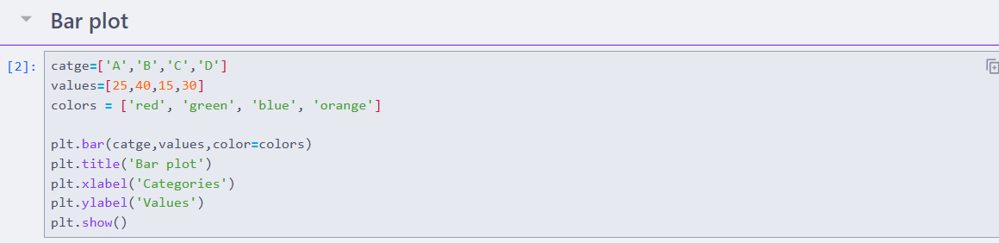 Bar plot
[2]:
catge=['A','B','C','D']
values=[25,40,15,30]
colors = ['red', 'green', 'blue', 'orange']
plt.bar(catge,values,color=colors)
plt.title('Bar plot')
plt.xlabel('Categories')
plt.ylabel('Values')
plt.show()